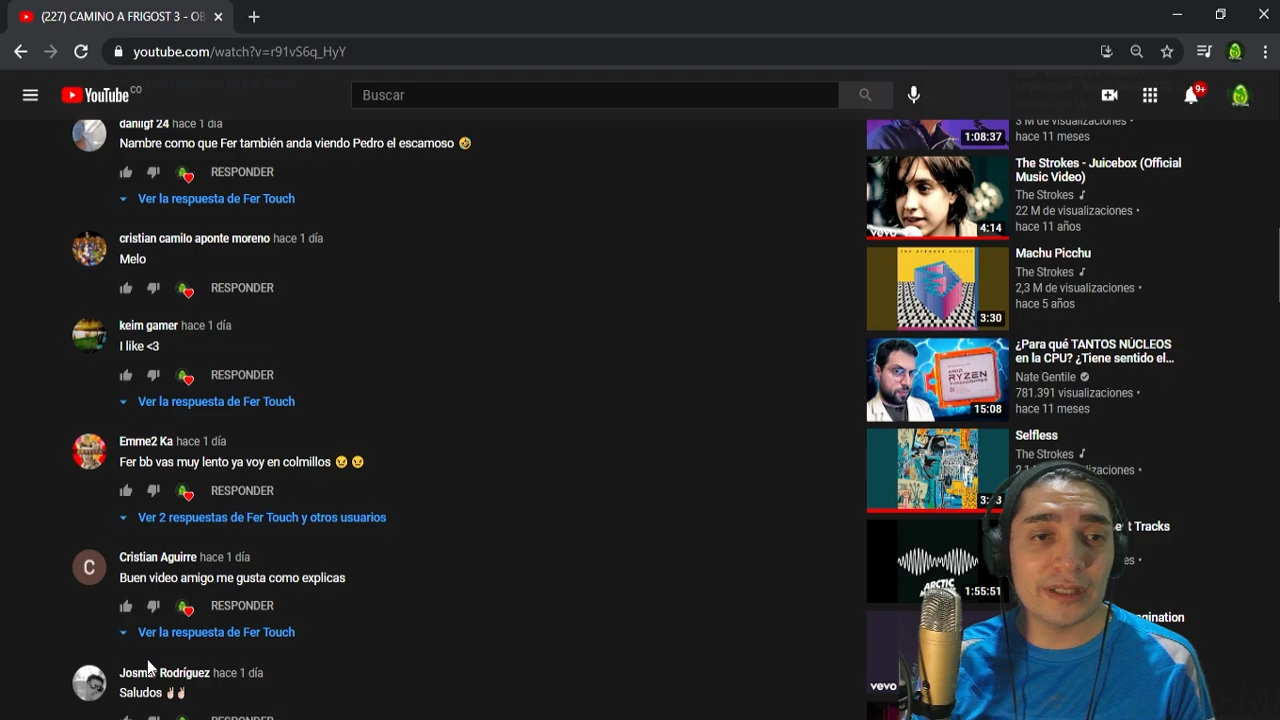 (227) CAMINO A FRIGOST 3 - OB
youtube.com/watch?v=r91vS6q_HyY
YouTube CO
Buscar
9+
daniigf 24 hace 1 día
Nambre como que Fer también anda viendo Pedro el escamoso 🤣
RESPONDER
Ver la respuesta de Fer Touch
cristian camilo aponte moreno hace 1 día
Melo
RESPONDER
keim gamer hace 1 día
I like <3
RESPONDER
Ver la respuesta de Fer Touch
Emme2 Ka hace 1 día
Fer bb vas muy lento ya voy en colmillos 😠 😠
RESPONDER
Ver 2 respuestas de Fer Touch y otros usuarios
Cristian Aguirre hace 1 día
Buen video amigo me gusta como explicas
RESPONDER
Ver la respuesta de Fer Touch
Rodríguez hace 1 día
Saludos ✌🏻✌🏻
RESPONDER
3 M de visualizaciones •
hace 11 meses
1:08:37
The Strokes - Juicebox (Official
Music Video)
The Strokes ♪
22 M de visualizaciones •
hace 11 años
vevo
4:14
Machu Picchu
The Strokes ♪
2,3 M de visualizaciones •
hace 5 años
3:30
¿Para qué TANTOS NÚCLEOS
en la CPU? ¿Tiene sentido el...
Nate Gentile
781.391 visualizaciones •
hace 11 meses
RYZEN
15:08
Selfless
The Strokes ♪
Tracks
ARCTIC
1:55:51
vevo